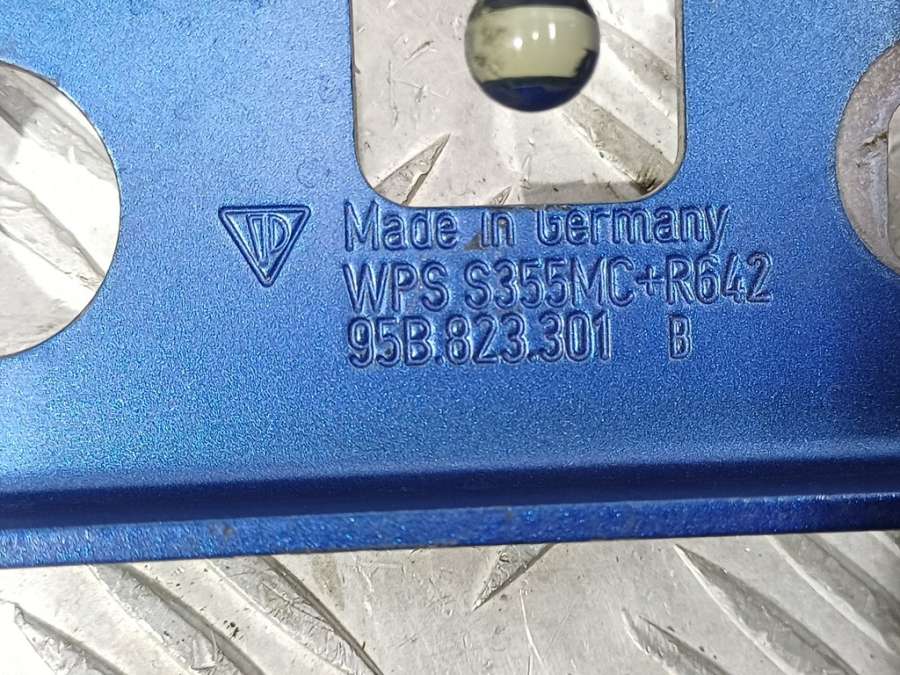 Made in Germany
WPS S355MC+R642
95B.823.301 B